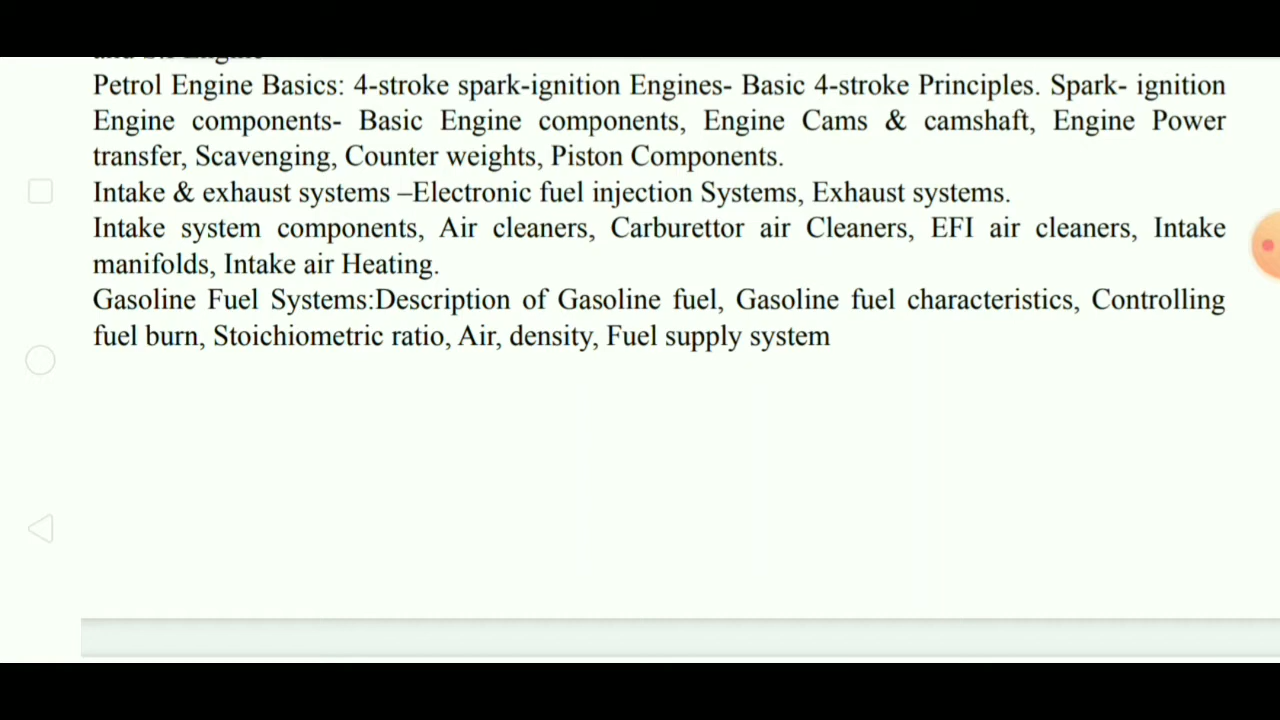 Petrol Engine Basics: 4-stroke spark-ignition Engines- Basic 4-stroke Principles. Spark- ignition
Engine components- Basic Engine components, Engine Cams & camshaft, Engine Power
transfer, Scavenging, Counter weights, Piston Components.
Intake & exhaust systems –Electronic fuel injection Systems, Exhaust systems.
Intake system components, Air cleaners, Carburettor air Cleaners, EFI air cleaners, Intake
manifolds, Intake air Heating.
Gasoline Fuel Systems:Description of Gasoline fuel, Gasoline fuel characteristics, Controlling
fuel burn, Stoichiometric ratio, Air, density, Fuel supply system